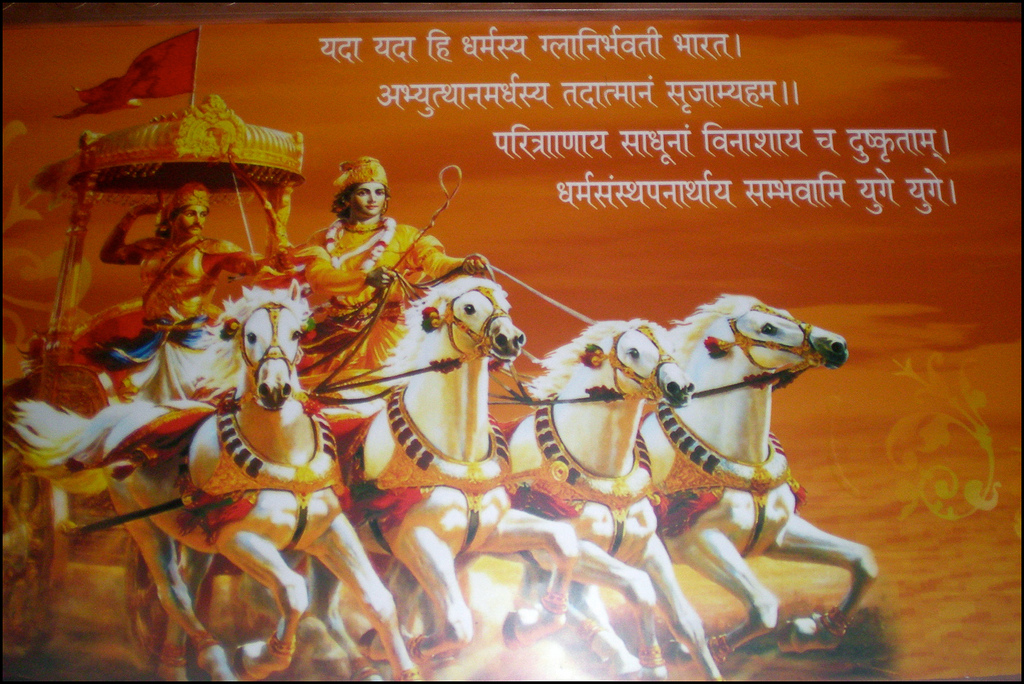 यदा यदा हि धर्मस्य ग्लानिर्भवती भारत।
अभ्युत्थानमर्धस्य तदात्मानं सृजाम्यहम॥
परित्राणाय साधूनां विनाशाय च दुष्कृताम्।
धर्मसंस्थपनार्थाय सम्भवामि युगे युगे।